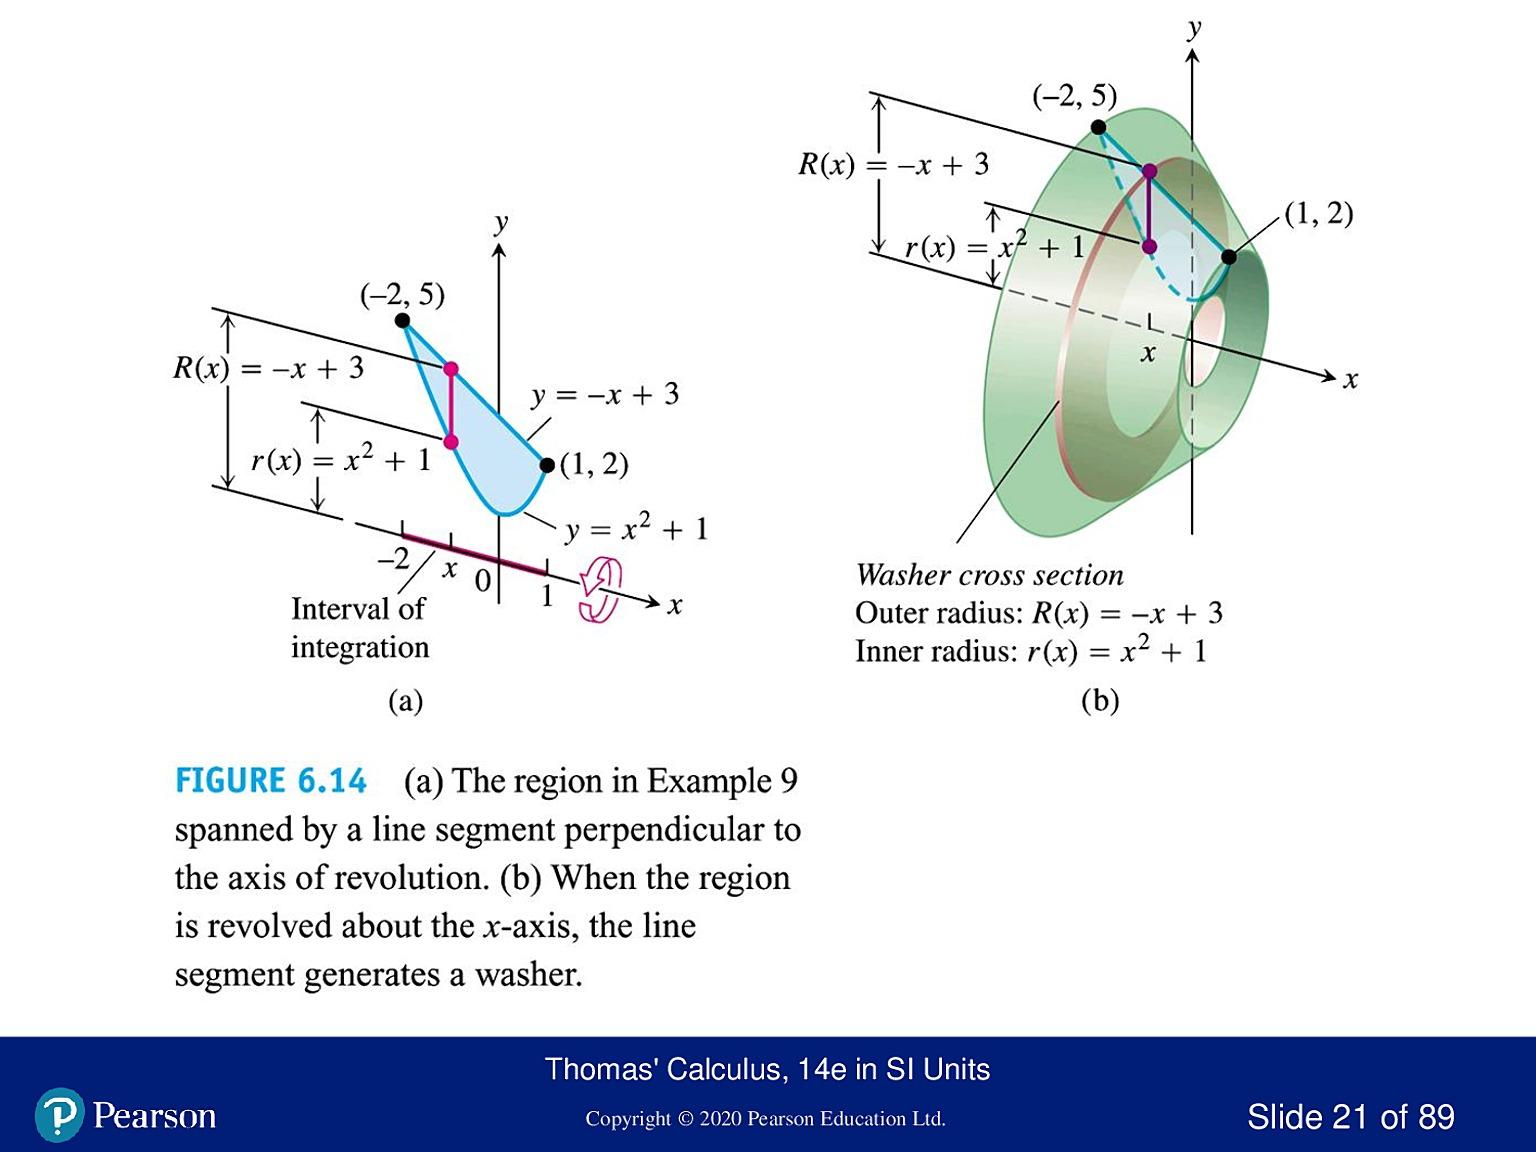 y
(–2, 5)
R(x) = –x + 3
y = –x + 3
r(x) = x² + 1
(1, 2)
y = x² + 1
–2
x
0
1
x
Interval of
integration
(a)
y
(–2, 5)
R(x) = –x + 3
(1, 2)
r(x) = x² + 1
x
x
Washer cross section
Outer radius: R(x) = –x + 3
Inner radius: r(x) = x² + 1
(b)
FIGURE 6.14 (a) The region in Example 9
spanned by a line segment perpendicular to
the axis of revolution. (b) When the region
is revolved about the x-axis, the line
segment generates a washer.
Thomas' Calculus, 14e in SI Units
P Pearson
Copyright © 2020 Pearson Education Ltd.
Slide 21 of 89